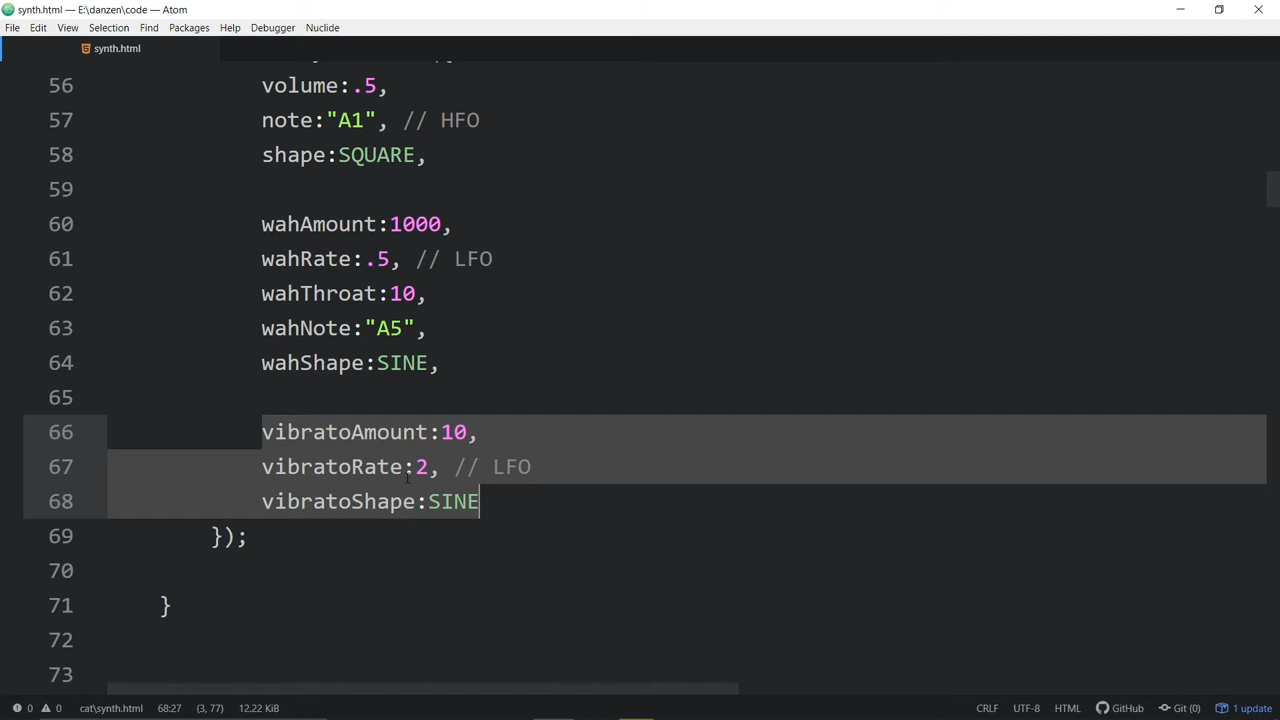 synth.html — E:\danzen\code — Atom
File Edit View Selection Find Packages Help Debugger Nuclide
synth.html
56 volume:.5,
57 note:"A1", // HFO
58 shape:SQUARE,
59
60 wahAmount:1000,
61 wahRate:.5, // LFO
62 wahThroat:10,
63 wahNote:"A5",
64 wahShape:SINE,
65
66 vibratoAmount:10,
67 vibratoRate:2, // LFO
68 vibratoShape:SINE
69 });
70
71 }
72
73
0 0 cat\synth.html 68:27 (3, 77) 12.22 KiB CRLF UTF-8 HTML GitHub Git (0) 1 update